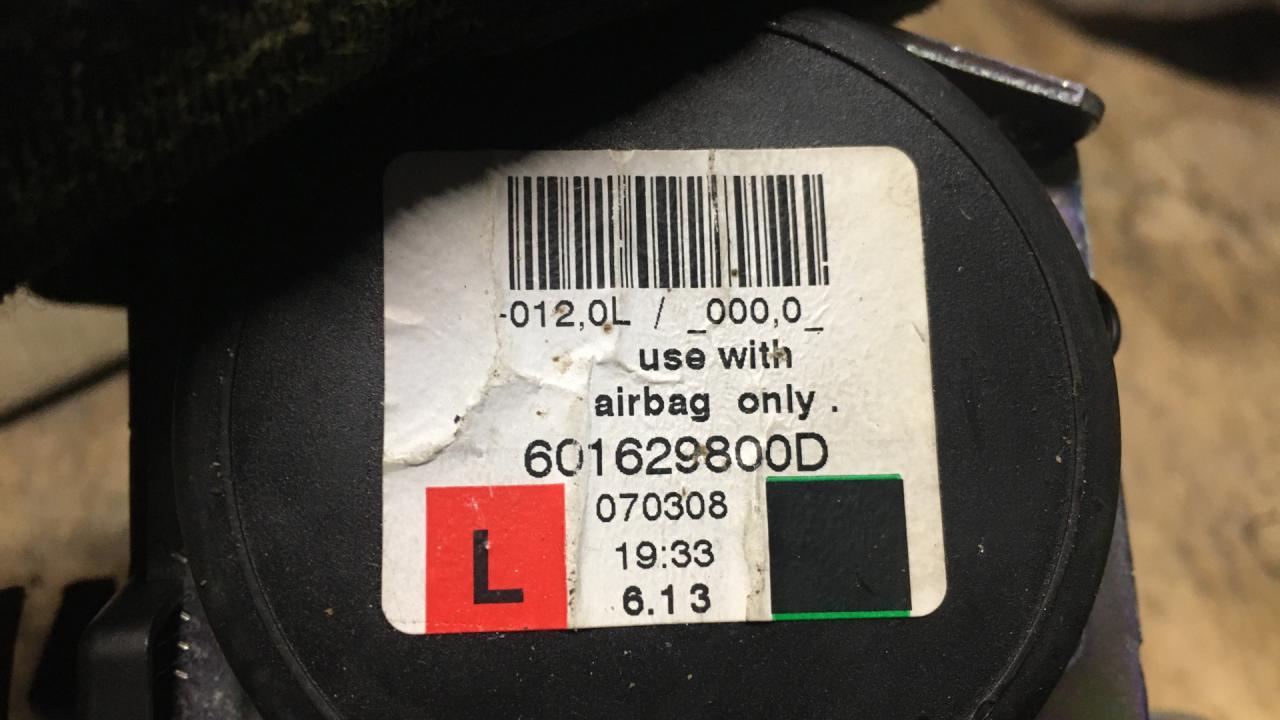 -012,0L / _000,0_
use with
airbag only .
601629800D
070308
L
19:33
6.13